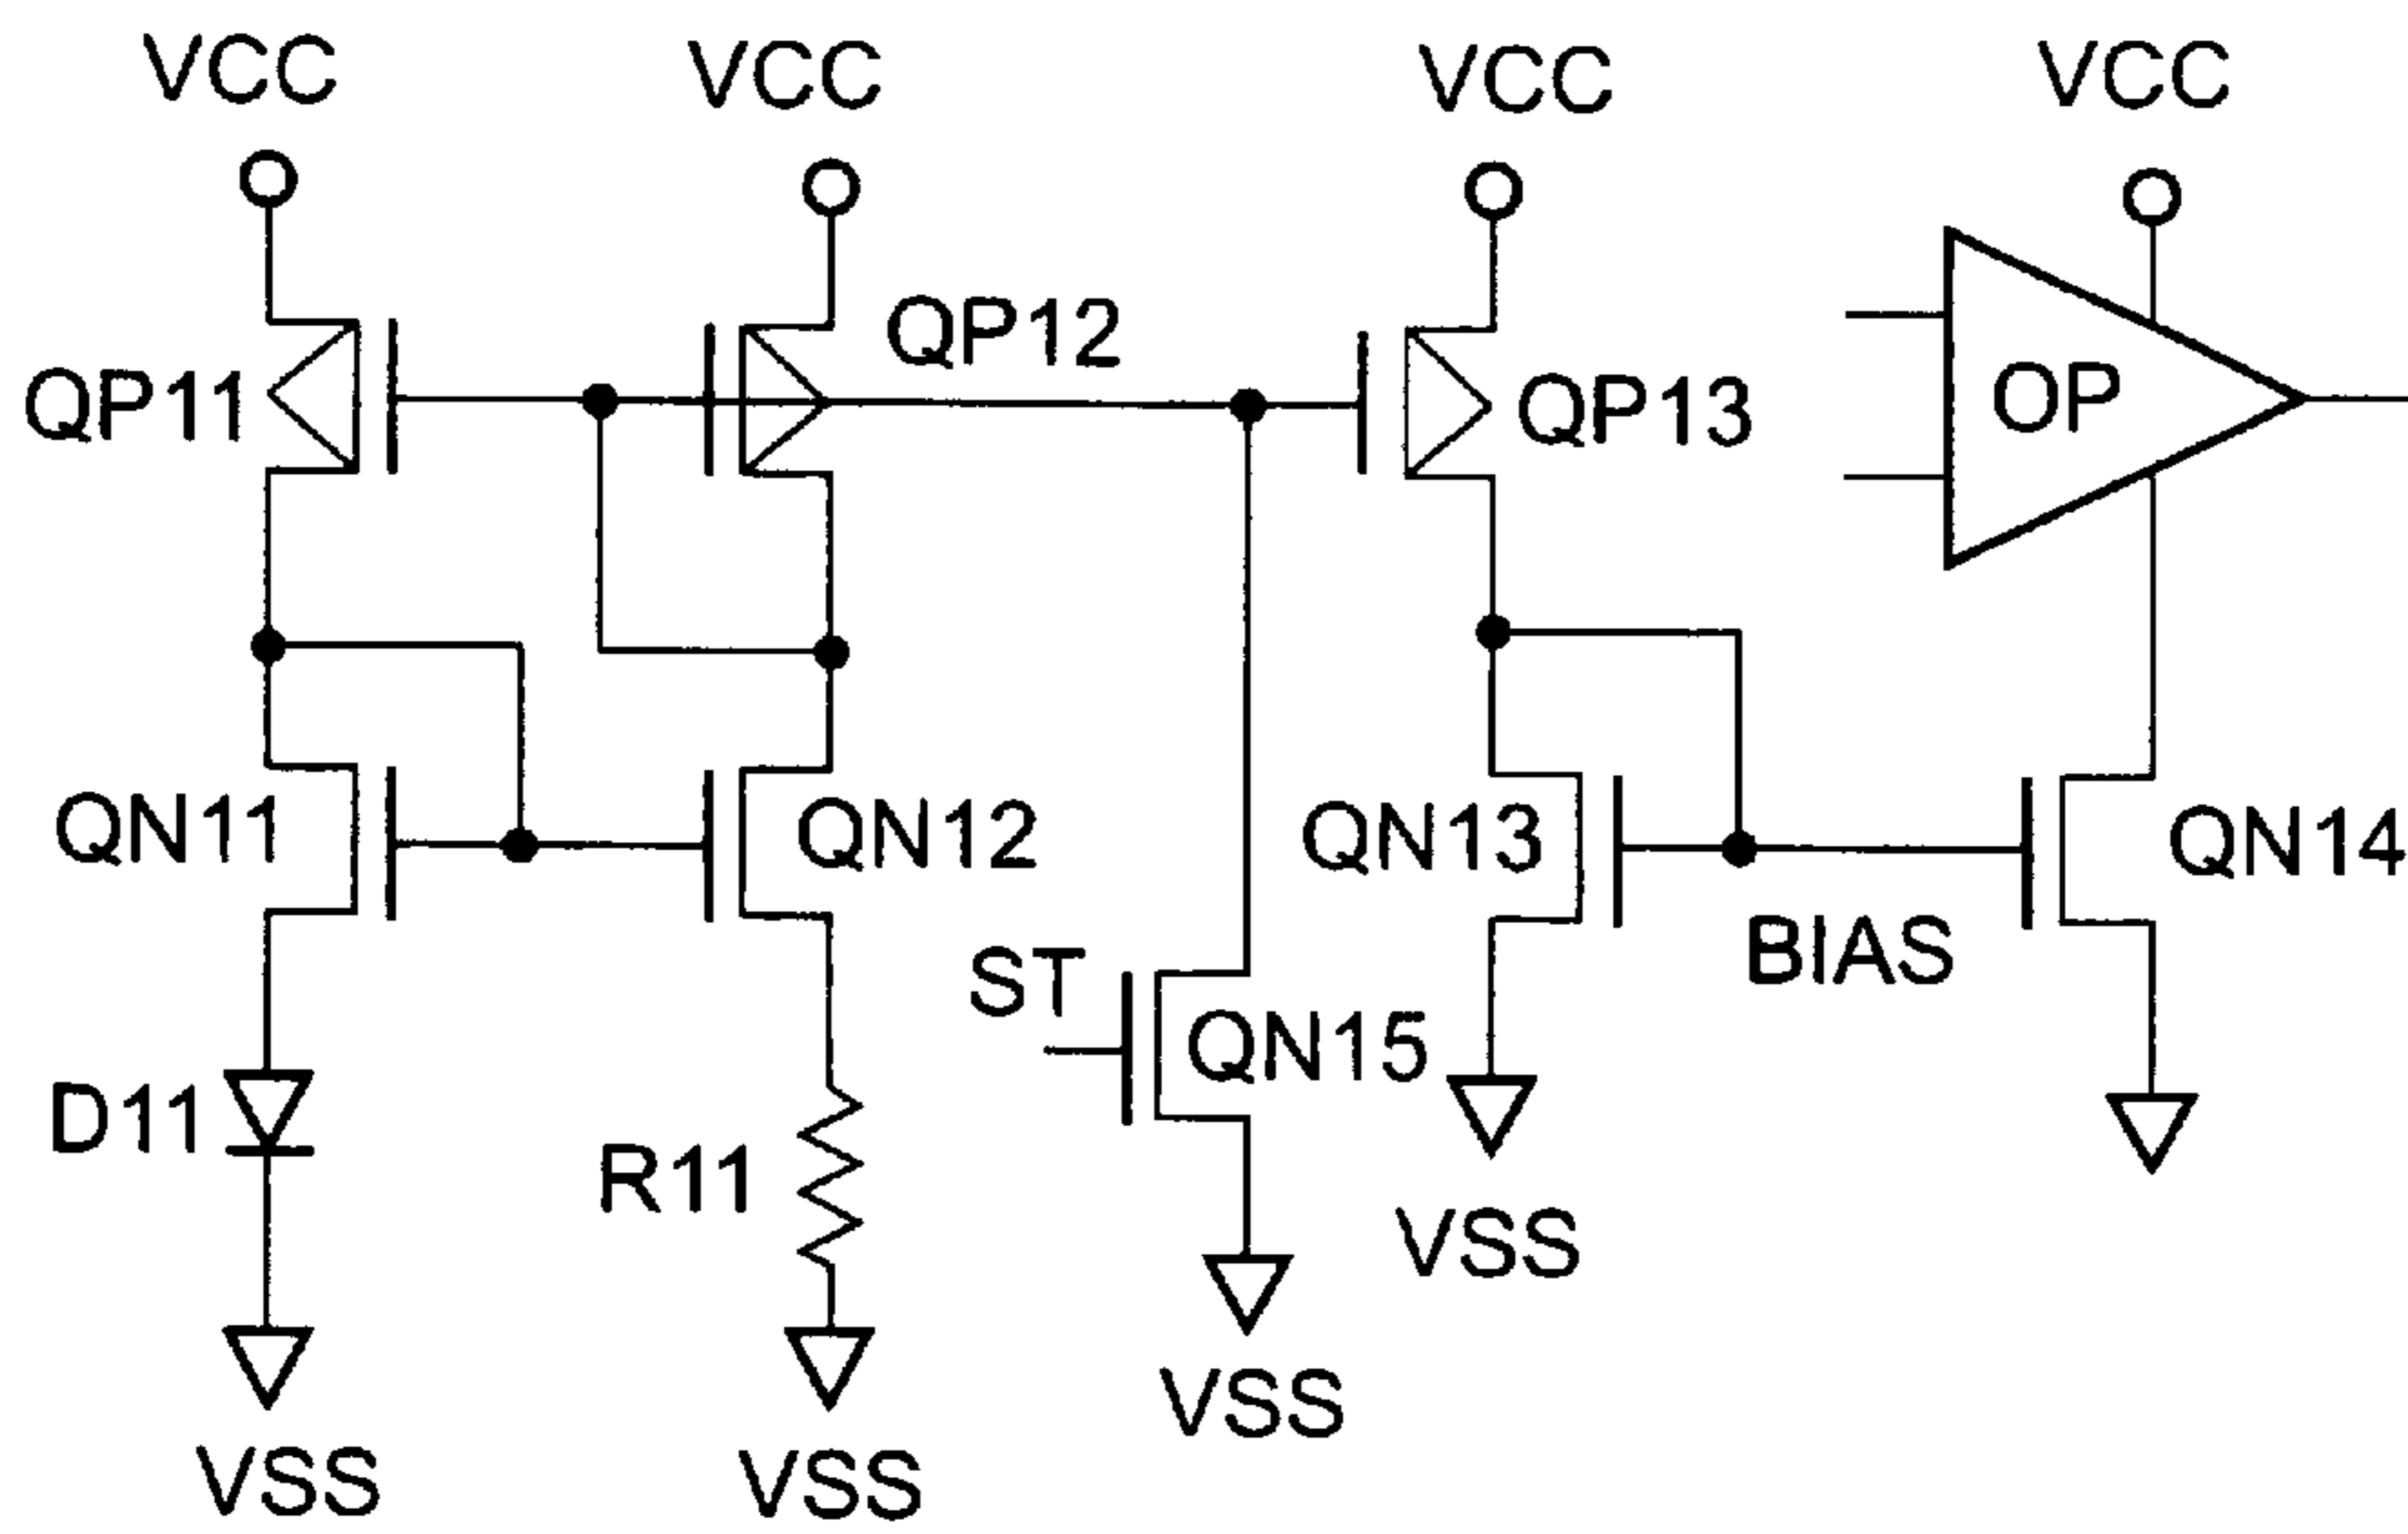 VCC
VCC
VCC
VCC
QP12
QP11
QP13
OP
QN11
QN12
QN13
QN14
BIAS
ST
QN15
D11
R11
VSS
VSS
VSS
VSS